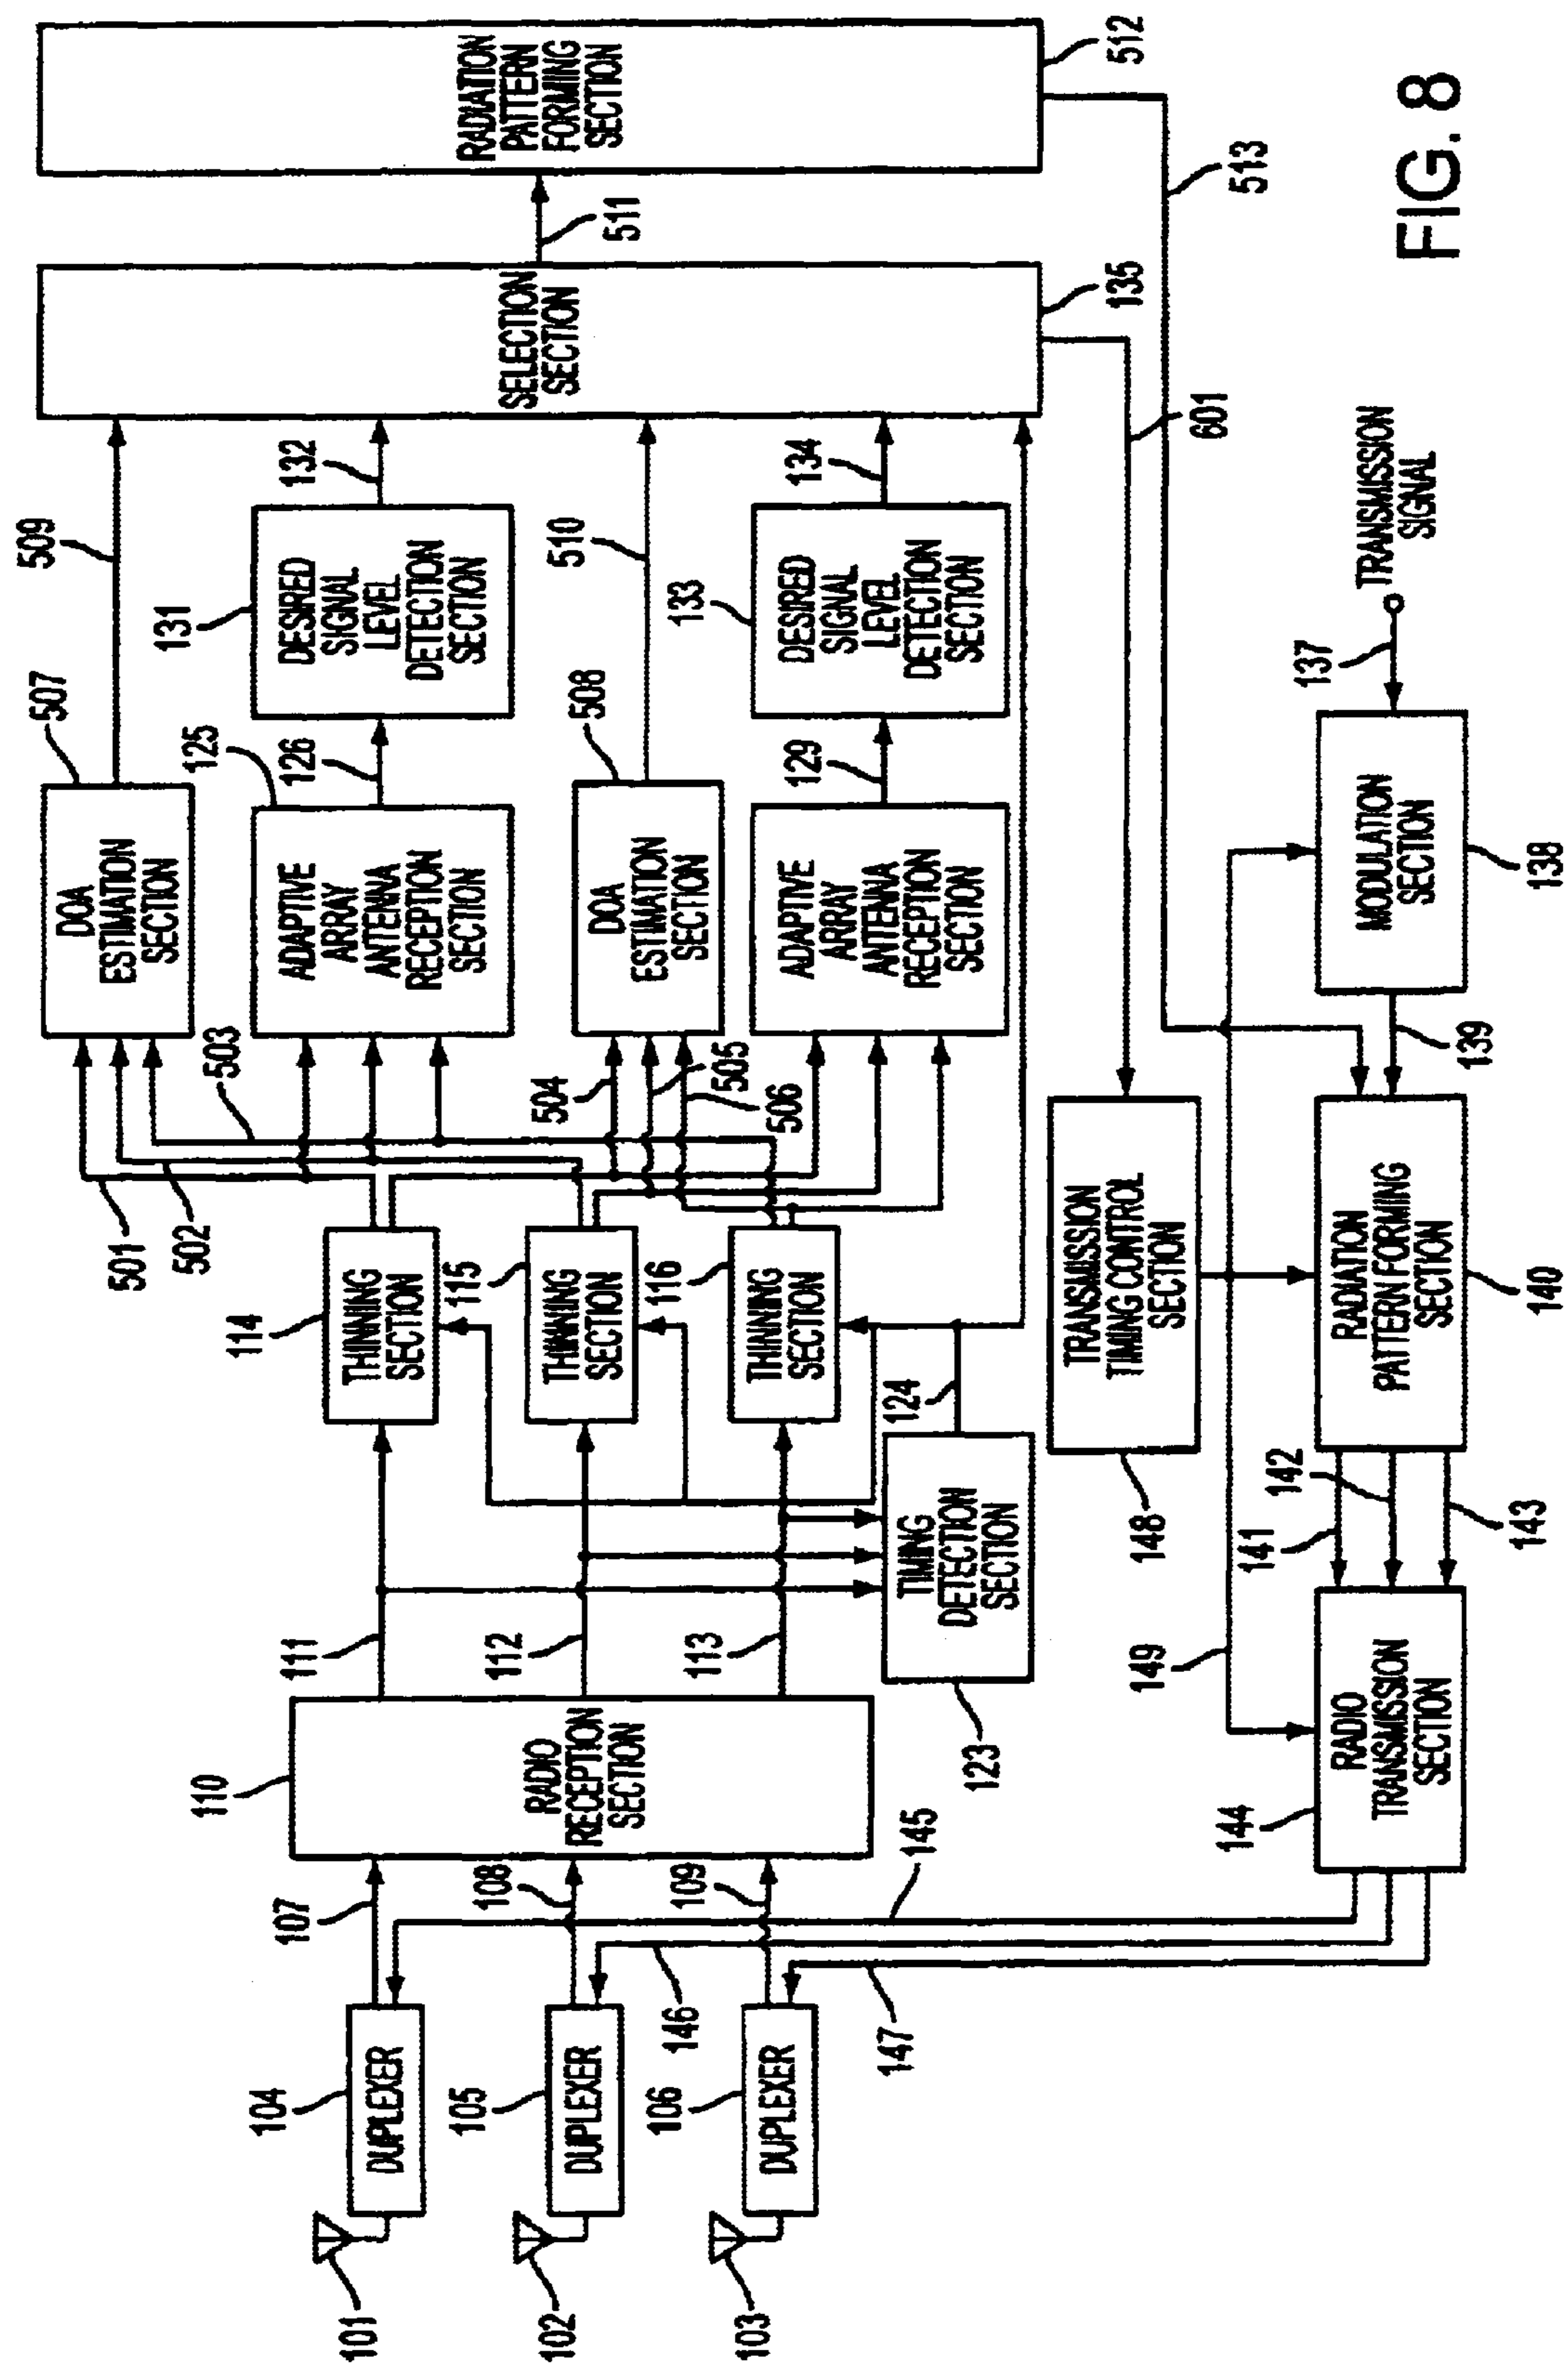 101
102
103
104
DUPLEXER
105
DUPLEXER
106
DUPLEXER
107
108
109
146
147
145
110
RADIO
RECEPTION
SECTION
111
112
113
123
TIMING
DETECTION
SECTION
124
114
THINNING
SECTION
115
THINNING
SECTION
116
THINNING
SECTION
501
502
503
504
505
506
507
DOA
ESTIMATION
SECTION
125
ADAPTIVE
ARRAY
ANTENNA
RECEPTION
SECTION
508
DOA
ESTIMATION
SECTION
ADAPTIVE
ARRAY
ANTENNA
RECEPTION
SECTION
126
129
509
131
DESIRED
SIGNAL
LEVEL
DETECTION
SECTION
510
133
DESIRED
SIGNAL
LEVEL
DETECTION
SECTION
132
134
SELECTION
SECTION
135
511
RADIATION
PATTERN
FORMING
SECTION
512
513
601
144
RADIO
TRANSMISSION
SECTION
149
141
142
143
148
TRANSMISSION
TIMING CONTROL
SECTION
RADIATION
PATTERN FORMING
SECTION
140
139
MODULATION
SECTION
138
137
TRANSMISSION
SIGNAL
FIG. 8